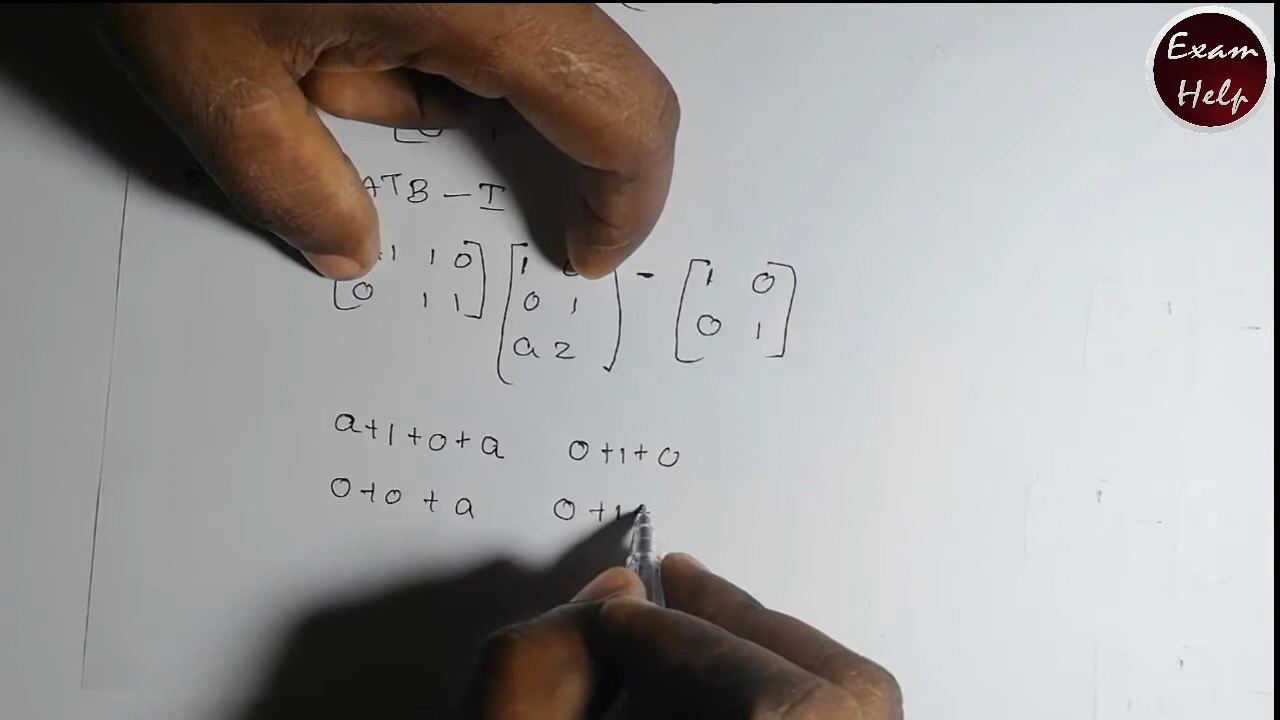 Exam
Help
ATB - I
1 1 0] [1 - [1 0
[0 1 1] 0 1 0 1]
a 2
a+1+0+a 0+1+0
0+0+a 0+1+